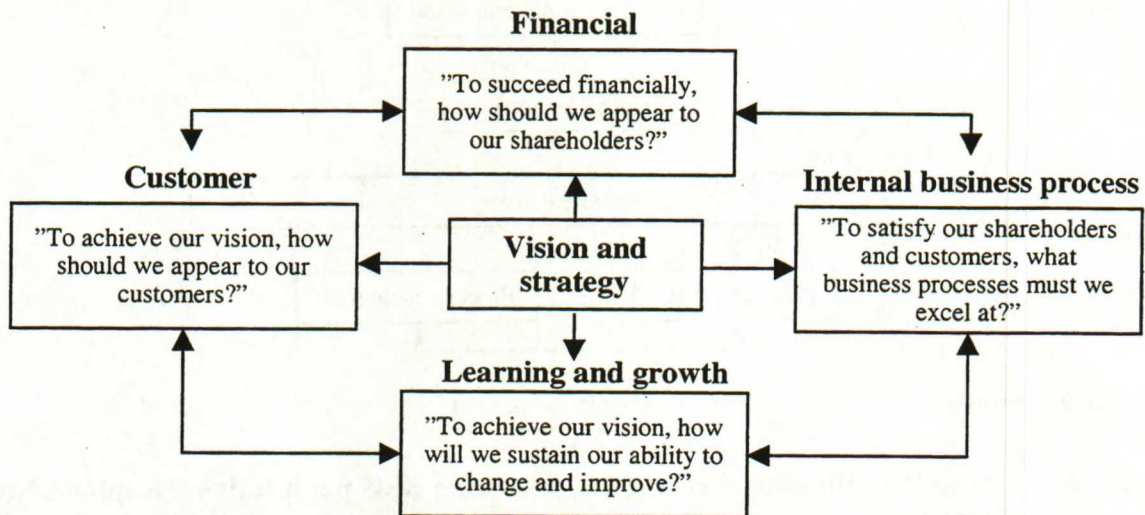 Financial
”To succeed financially,
how should we appear to
our shareholders?”
Customer
”To achieve our vision, how
should we appear to our
customers?”
Vision and
strategy
Internal business process
”To satisfy our shareholders
and customers, what
business processes must we
excel at?”
Learning and growth
”To achieve our vision, how
will we sustain our ability to
change and improve?”